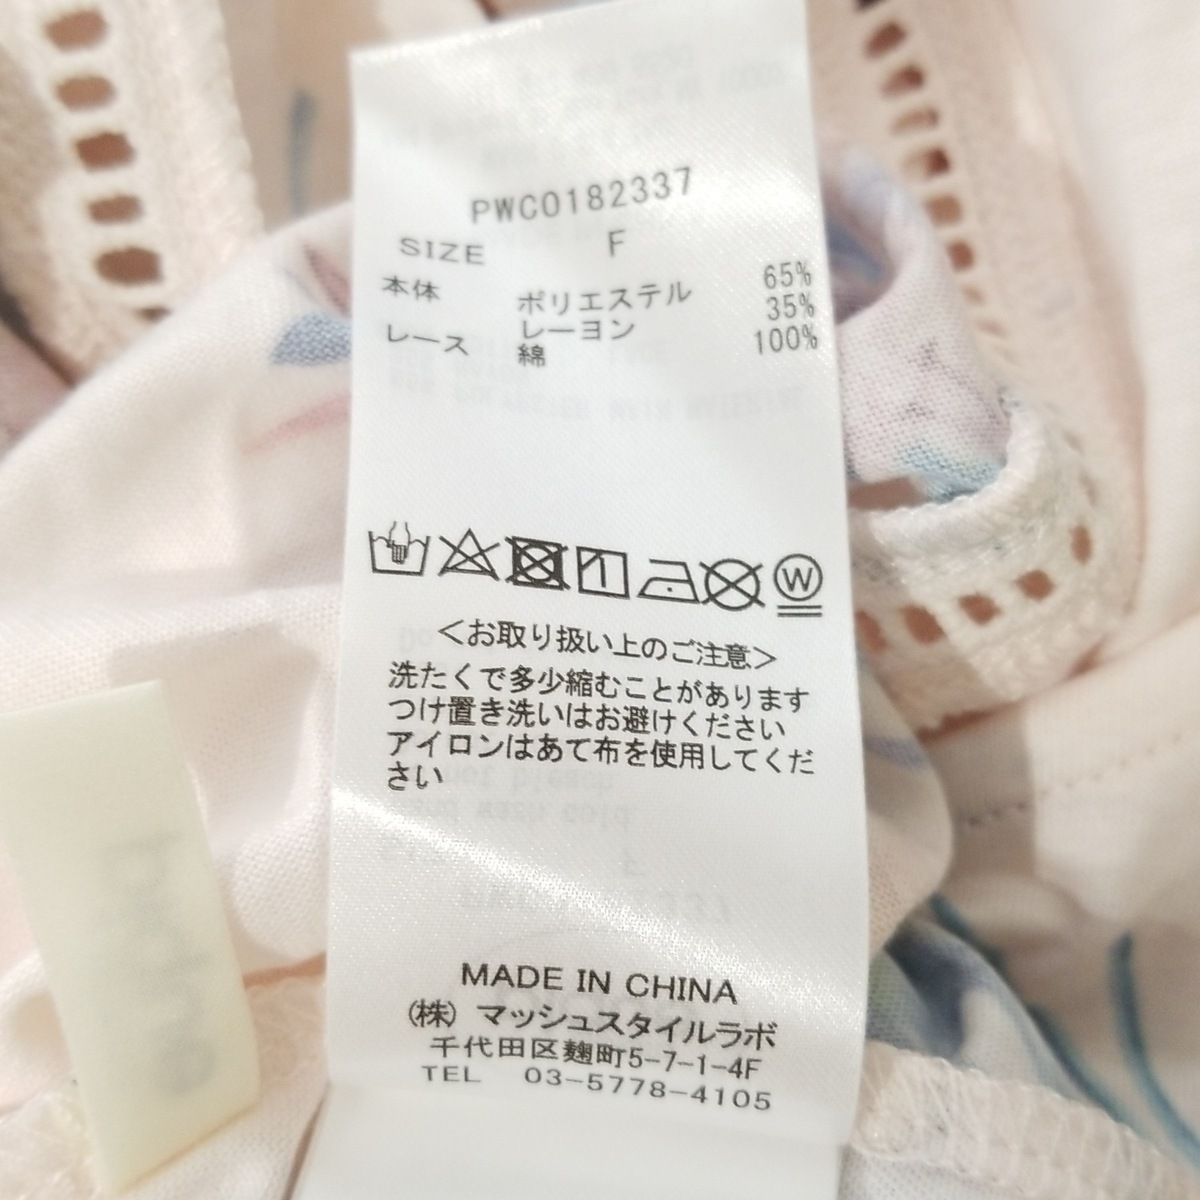 PWCO182337
SIZE F
本体 ポリエステル 65%
レーヨン 35%
レース 綿 100%
W
<お取り扱い上のご注意>
洗たくで多少縮むことがあります
つけ置き洗いはお避けください
アイロンはあて布を使用してくだ
さい
MADE IN CHINA
(株) マッシュスタイルラボ
千代田区麹町5-7-1-4F
TEL 03-5778-4105